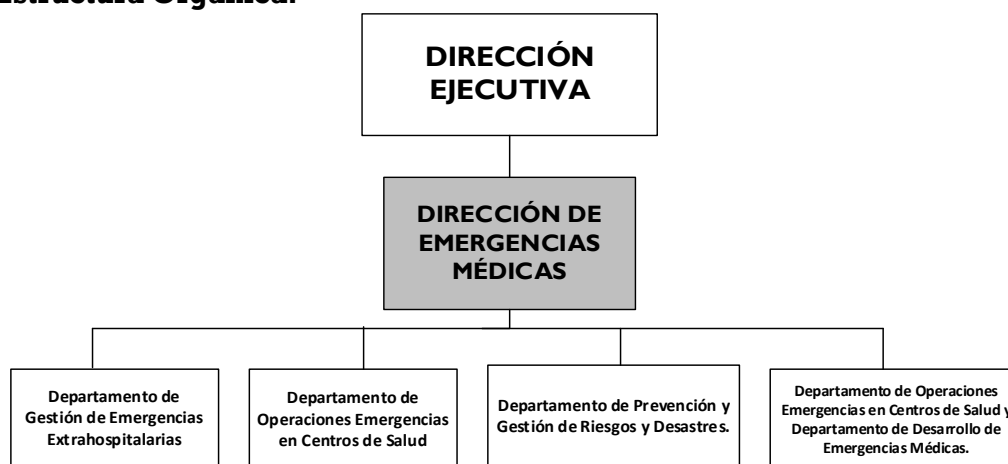 Estructura Orgánica:
DIRECCIÓN
EJECUTIVA
DIRECCIÓN DE
EMERGENCIAS
MÉDICAS
Departamento de
Gestión de Emergencias
Extrahospitalarias
Departamento de
Operaciones Emergencias
en Centros de Salud
Departamento de Prevención y
Gestión de Riesgos y Desastres.
Departamento de Operaciones
Emergencias en Centros de Salud y
Departamento de Desarrollo de
Emergencias Médicas.